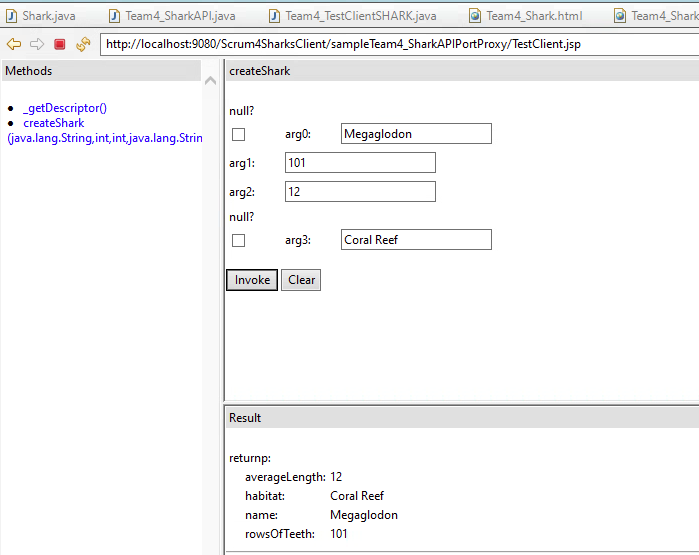 Shark.java Team4_SharkAPI.java Team4_TestClientSHARK.java Team4_Shark.html Team4_Shark
http://localhost:9080/Scrum4SharksClient/sampleTeam4_SharkAPIPortProxy/TestClient.jsp
Methods
_getDescriptor()
createShark
(java.lang.String,int,int,java.lang.Strin
createShark
null?
arg0: Megaglodon
arg1: 101
arg2: 12
null?
arg3: Coral Reef
Invoke Clear
Result
returnp:
averageLength: 12
habitat: Coral Reef
name: Megaglodon
rowsOfTeeth: 101